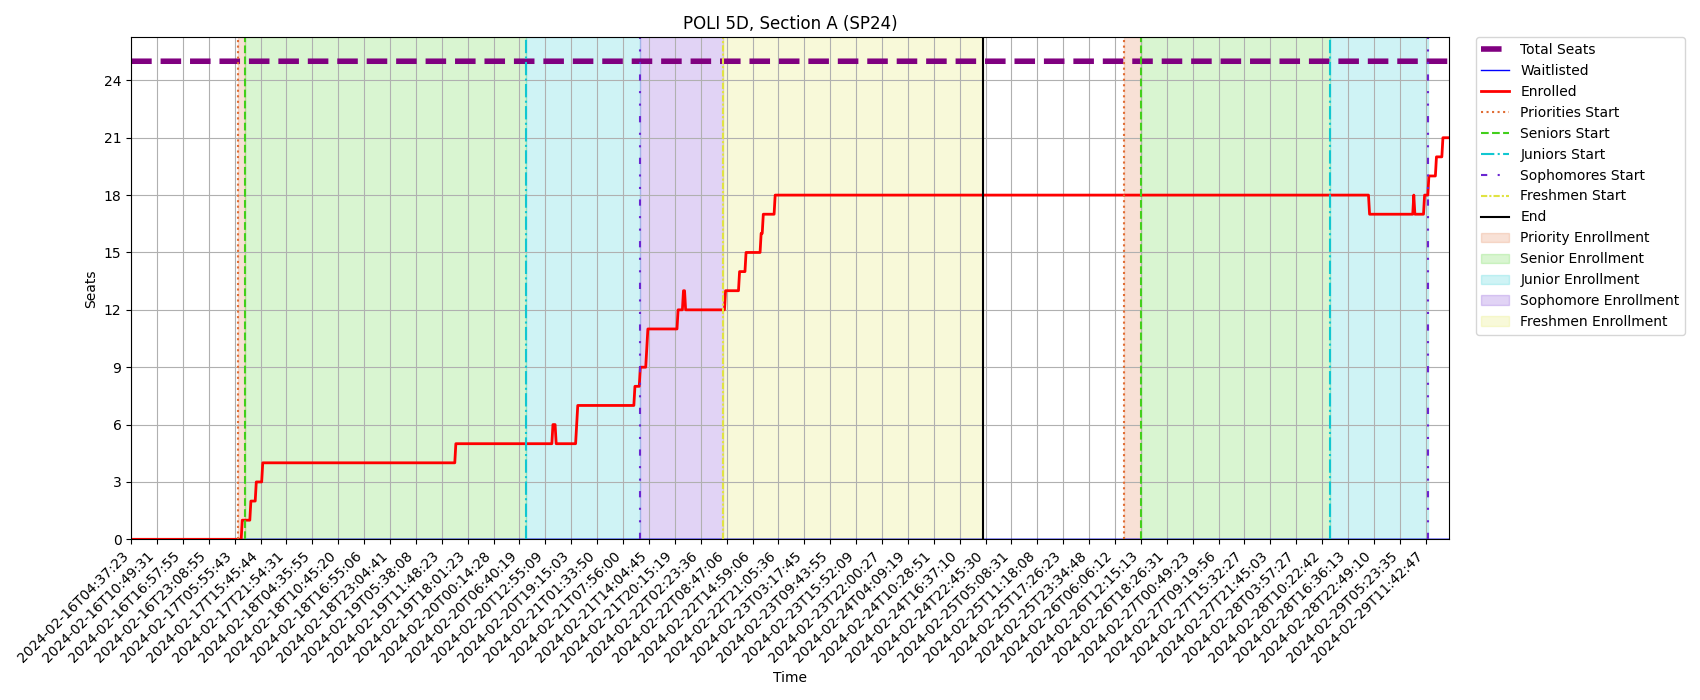 POLI 5D, Section A (SP24)
Seats
24
21
18
15
12
9
6
3
0
2024-02-16T04:37:23
2024-02-16T10:49:31
2024-02-16T16:57:55
2024-02-16T23:08:55
2024-02-17T05:55:43
2024-02-17T15:45:44
2024-02-17T21:54:31
2024-02-18T04:35:55
2024-02-18T10:45:20
2024-02-18T16:55:06
2024-02-18T23:04:41
2024-02-19T05:38:08
2024-02-19T11:48:23
2024-02-19T18:01:23
2024-02-20T00:14:28
2024-02-20T06:40:19
2024-02-20T12:55:09
2024-02-20T19:15:03
2024-02-21T01:33:50
2024-02-21T07:56:00
2024-02-21T14:04:45
2024-02-21T20:15:19
2024-02-22T02:23:36
2024-02-22T08:47:06
2024-02-22T14:59:06
2024-02-22T21:05:36
2024-02-23T03:17:45
2024-02-23T09:43:55
2024-02-23T15:52:09
2024-02-23T22:00:27
2024-02-24T04:09:19
2024-02-24T10:28:51
2024-02-24T16:37:10
2024-02-24T22:45:30
2024-02-25T05:08:31
2024-02-25T11:18:08
2024-02-25T17:26:23
2024-02-25T23:34:48
2024-02-26T06:06:12
2024-02-26T12:15:13
2024-02-26T18:26:31
2024-02-27T00:49:23
2024-02-27T09:19:56
2024-02-27T15:32:27
2024-02-27T21:45:03
2024-02-28T03:57:27
2024-02-28T10:22:42
2024-02-28T16:36:13
2024-02-28T22:49:10
2024-02-29T05:23:35
2024-02-29T11:42:47
Time
Total Seats
Waitlisted
Enrolled
Priorities Start
Seniors Start
Juniors Start
Sophomores Start
Freshmen Start
End
Priority Enrollment
Senior Enrollment
Junior Enrollment
Sophomore Enrollment
Freshmen Enrollment